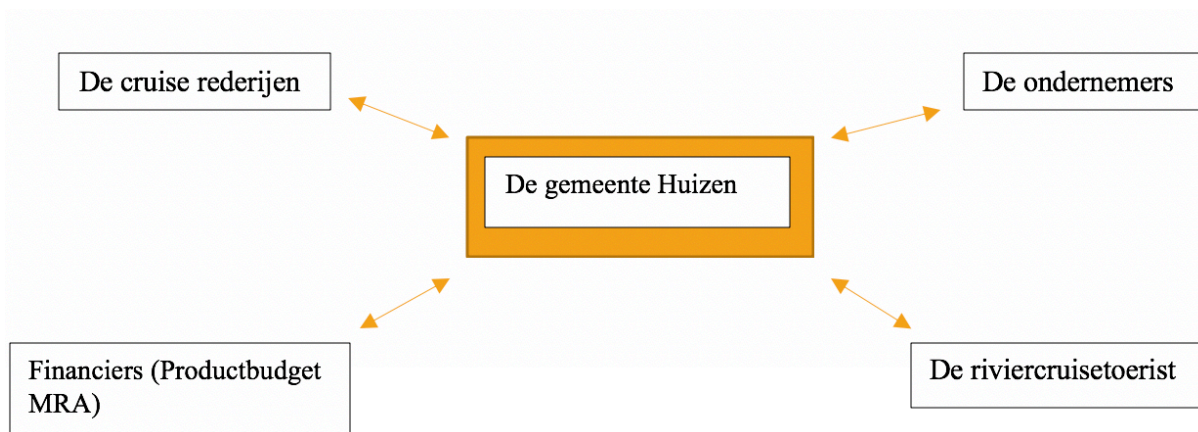 De cruise rederijen
De ondernemers
De gemeente Huizen
Financiers (Productbudget
MRA)
De riviercruisetoerist